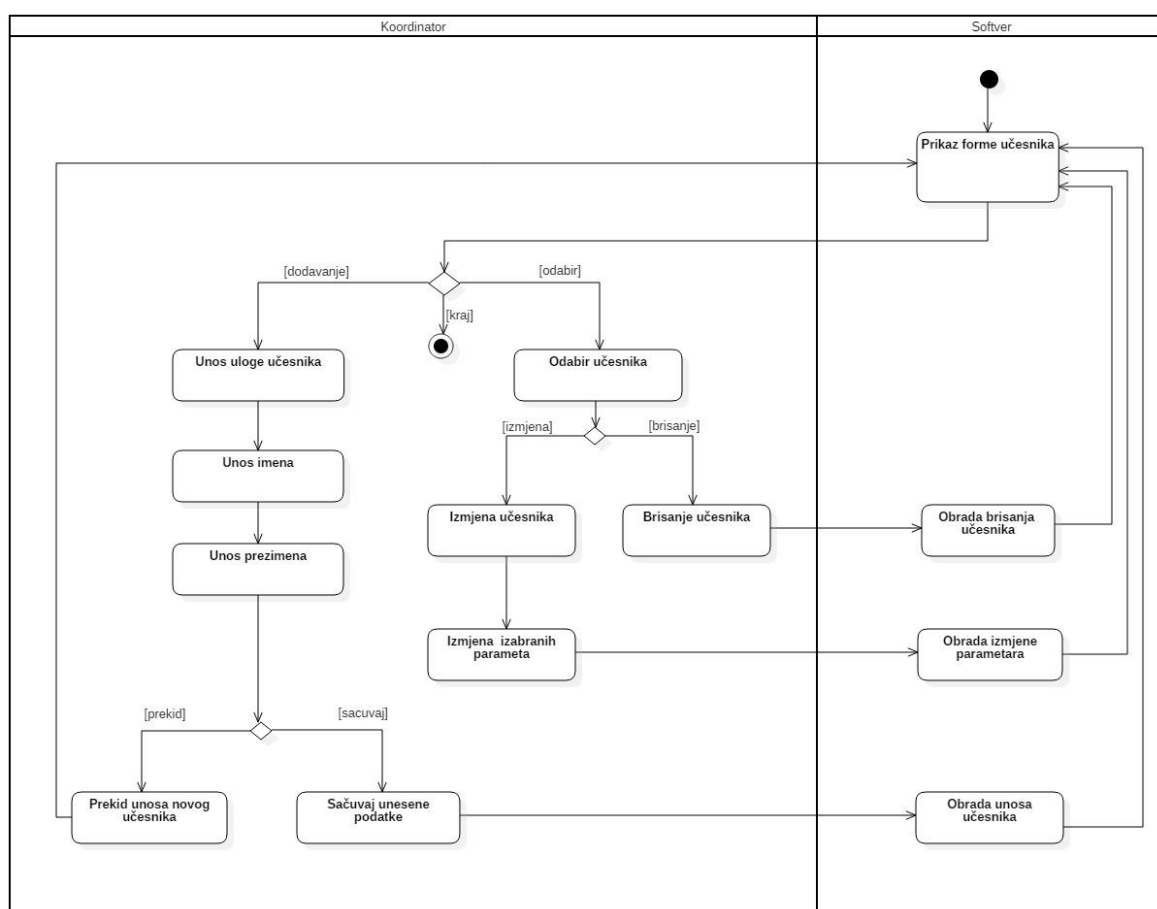 Koordinator
Softver
Prikaz forme učesnika
[dodavanje]
[odabir]
[kraj]
Unos uloge učesnika
Odabir učesnika
[izmjena]
[brisanje]
Unos imena
Izmjena učesnika
Brisanje učesnika
Obrada brisanja
učesnika
Unos prezimena
Izmjena izabranih
parameta
Obrada izmjene
parametara
[prekid]
[sacuvaj]
Prekid unosa novog
učesnika
Sačuvaj unesene
podatke
Obrada unosa
učesnika